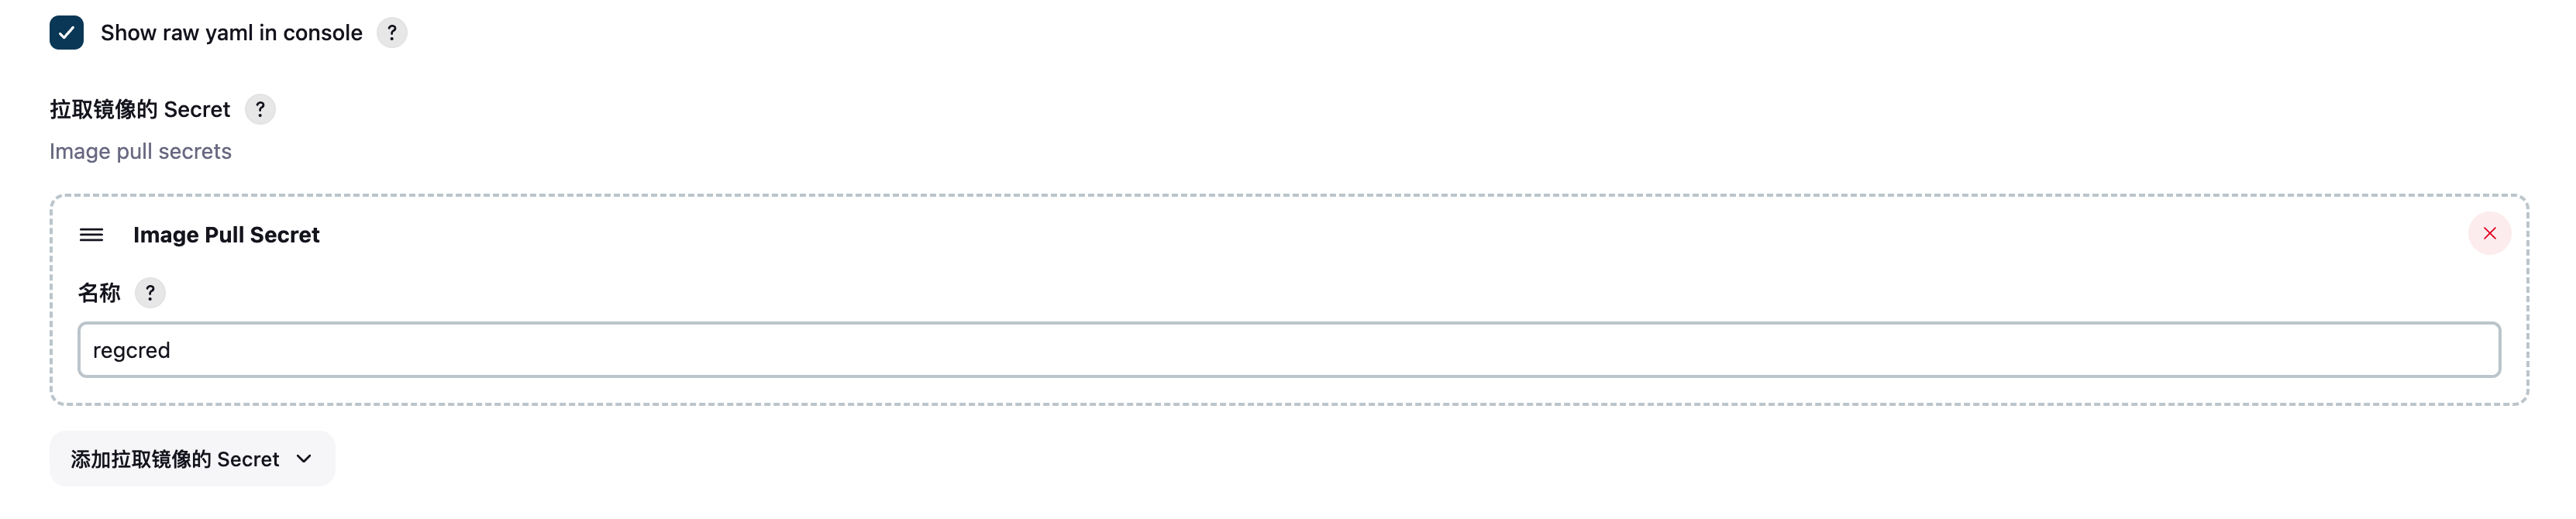 Show raw yaml in console ?
拉取镜像的 Secret ?
Image pull secrets
Image Pull Secret
名称 ?
regcred
添加拉取镜像的 Secret